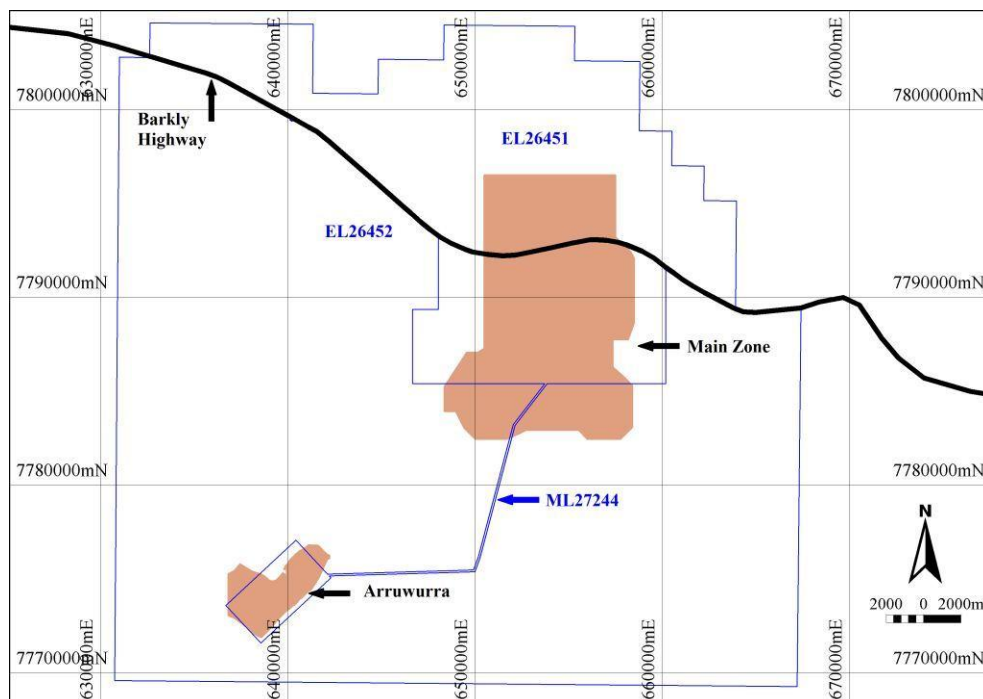 630000mE
640000mE
650000mE
660000mE
670000mE
7800000mN
7800000mN
Barkly
Highway
EL26451
EL26452
7790000mN
7790000mN
Main Zone
7780000mN
7780000mN
ML27244
N
Arruwurra
2000 0 2000m
7770000mN
7770000mN
630000mE
640000mE
650000mE
660000mE
670000mE